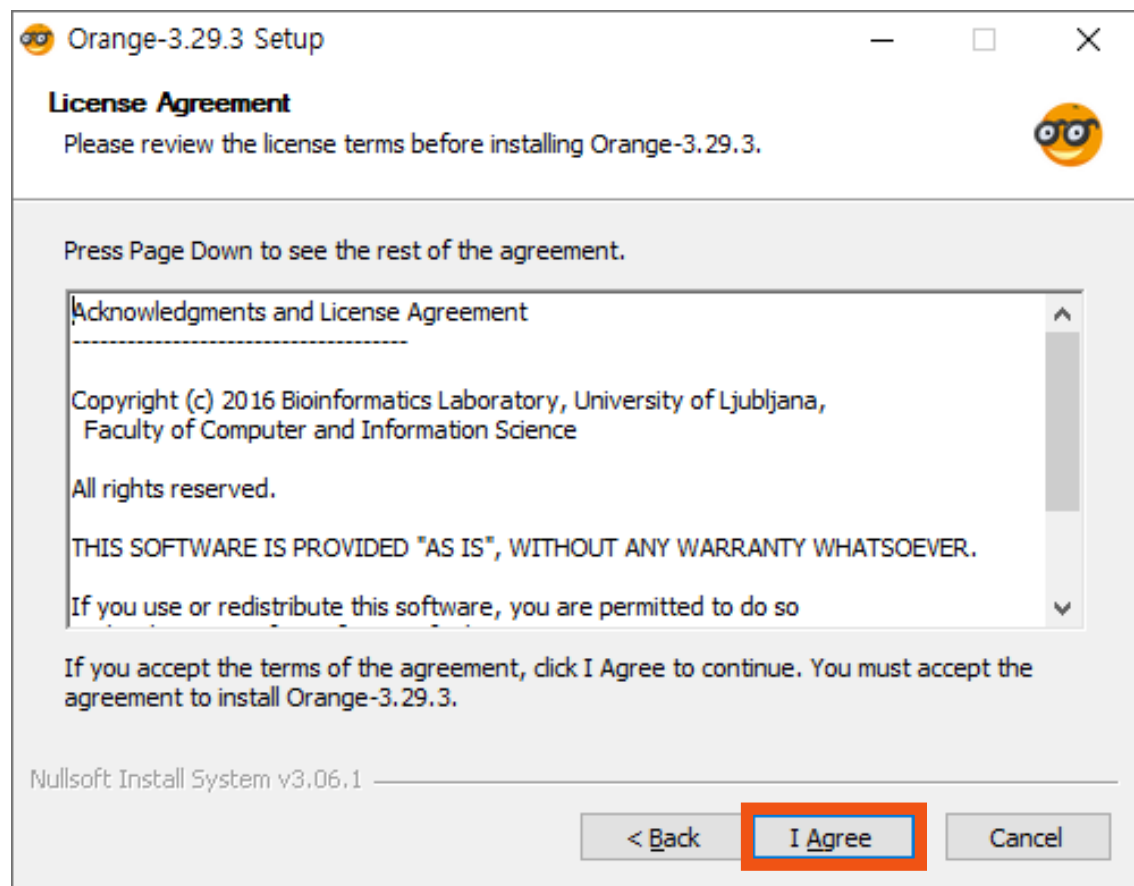 Orange-3.29.3 Setup
License Agreement
Please review the license terms before installing Orange-3.29.3.
Press Page Down to see the rest of the agreement.
Acknowledgments and License Agreement
-------------------------------------
Copyright (c) 2016 Bioinformatics Laboratory, University of Ljubljana,
Faculty of Computer and Information Science
All rights reserved.
THIS SOFTWARE IS PROVIDED "AS IS", WITHOUT ANY WARRANTY WHATSOEVER.
If you use or redistribute this software, you are permitted to do so
If you accept the terms of the agreement, click I Agree to continue. You must accept the
agreement to install Orange-3.29.3.
Nullsoft Install System v3.06.1
< Back
I Agree
Cancel